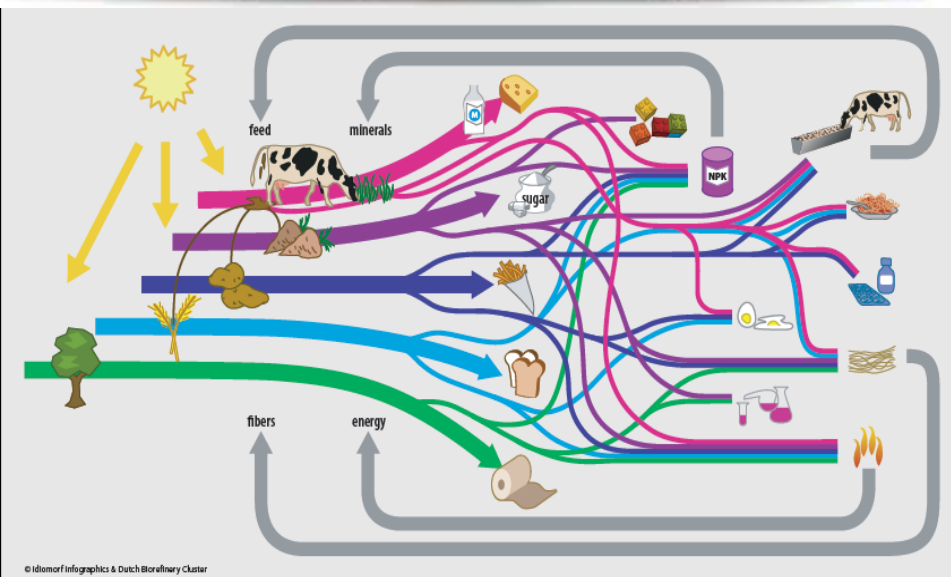 feed
minerals
M
sugar
NPK
fibers
energy
© Idiomorf Infographics & Dutch Biorefinery Cluster